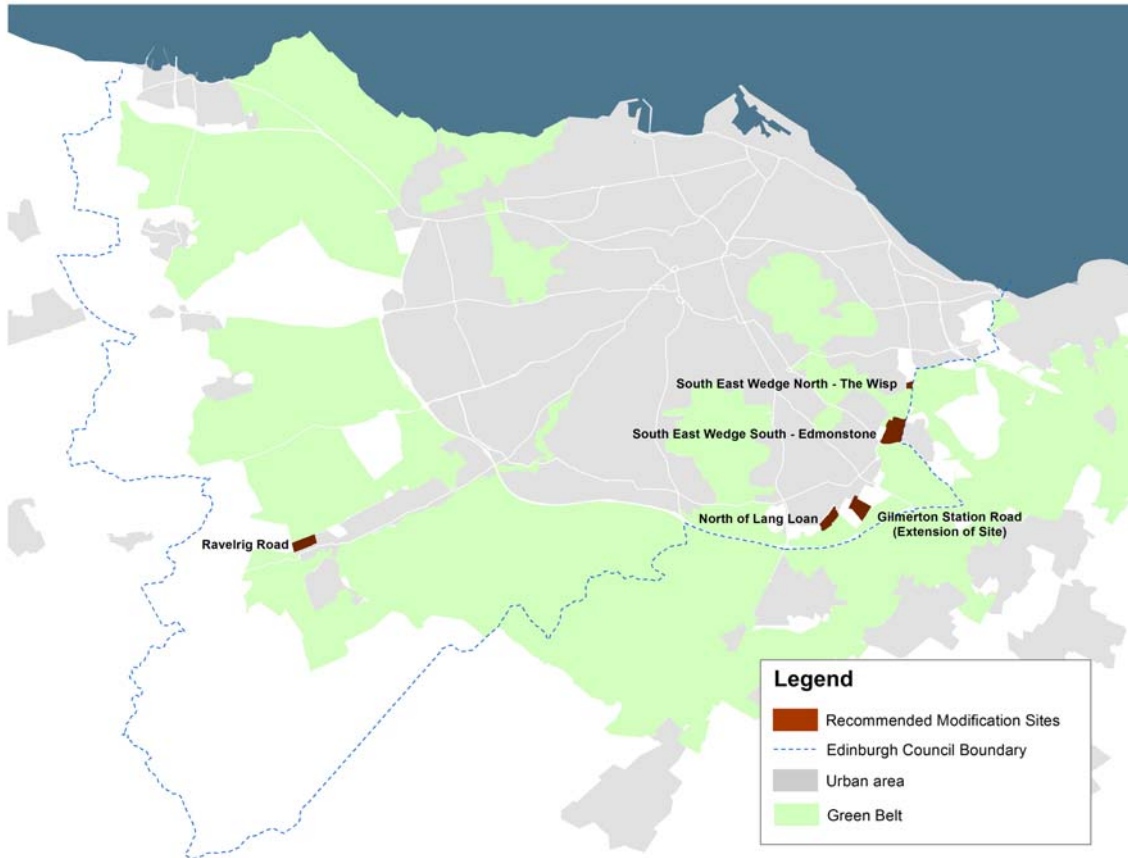 South East Wedge North - The Wisp
South East Wedge South - Edmonstone
North of Lang Loan
Gilmerton Station Road
(Extension of Site)
Ravelrig Road
Legend
Recommended Modification Sites
Edinburgh Council Boundary
Urban area
Green Belt